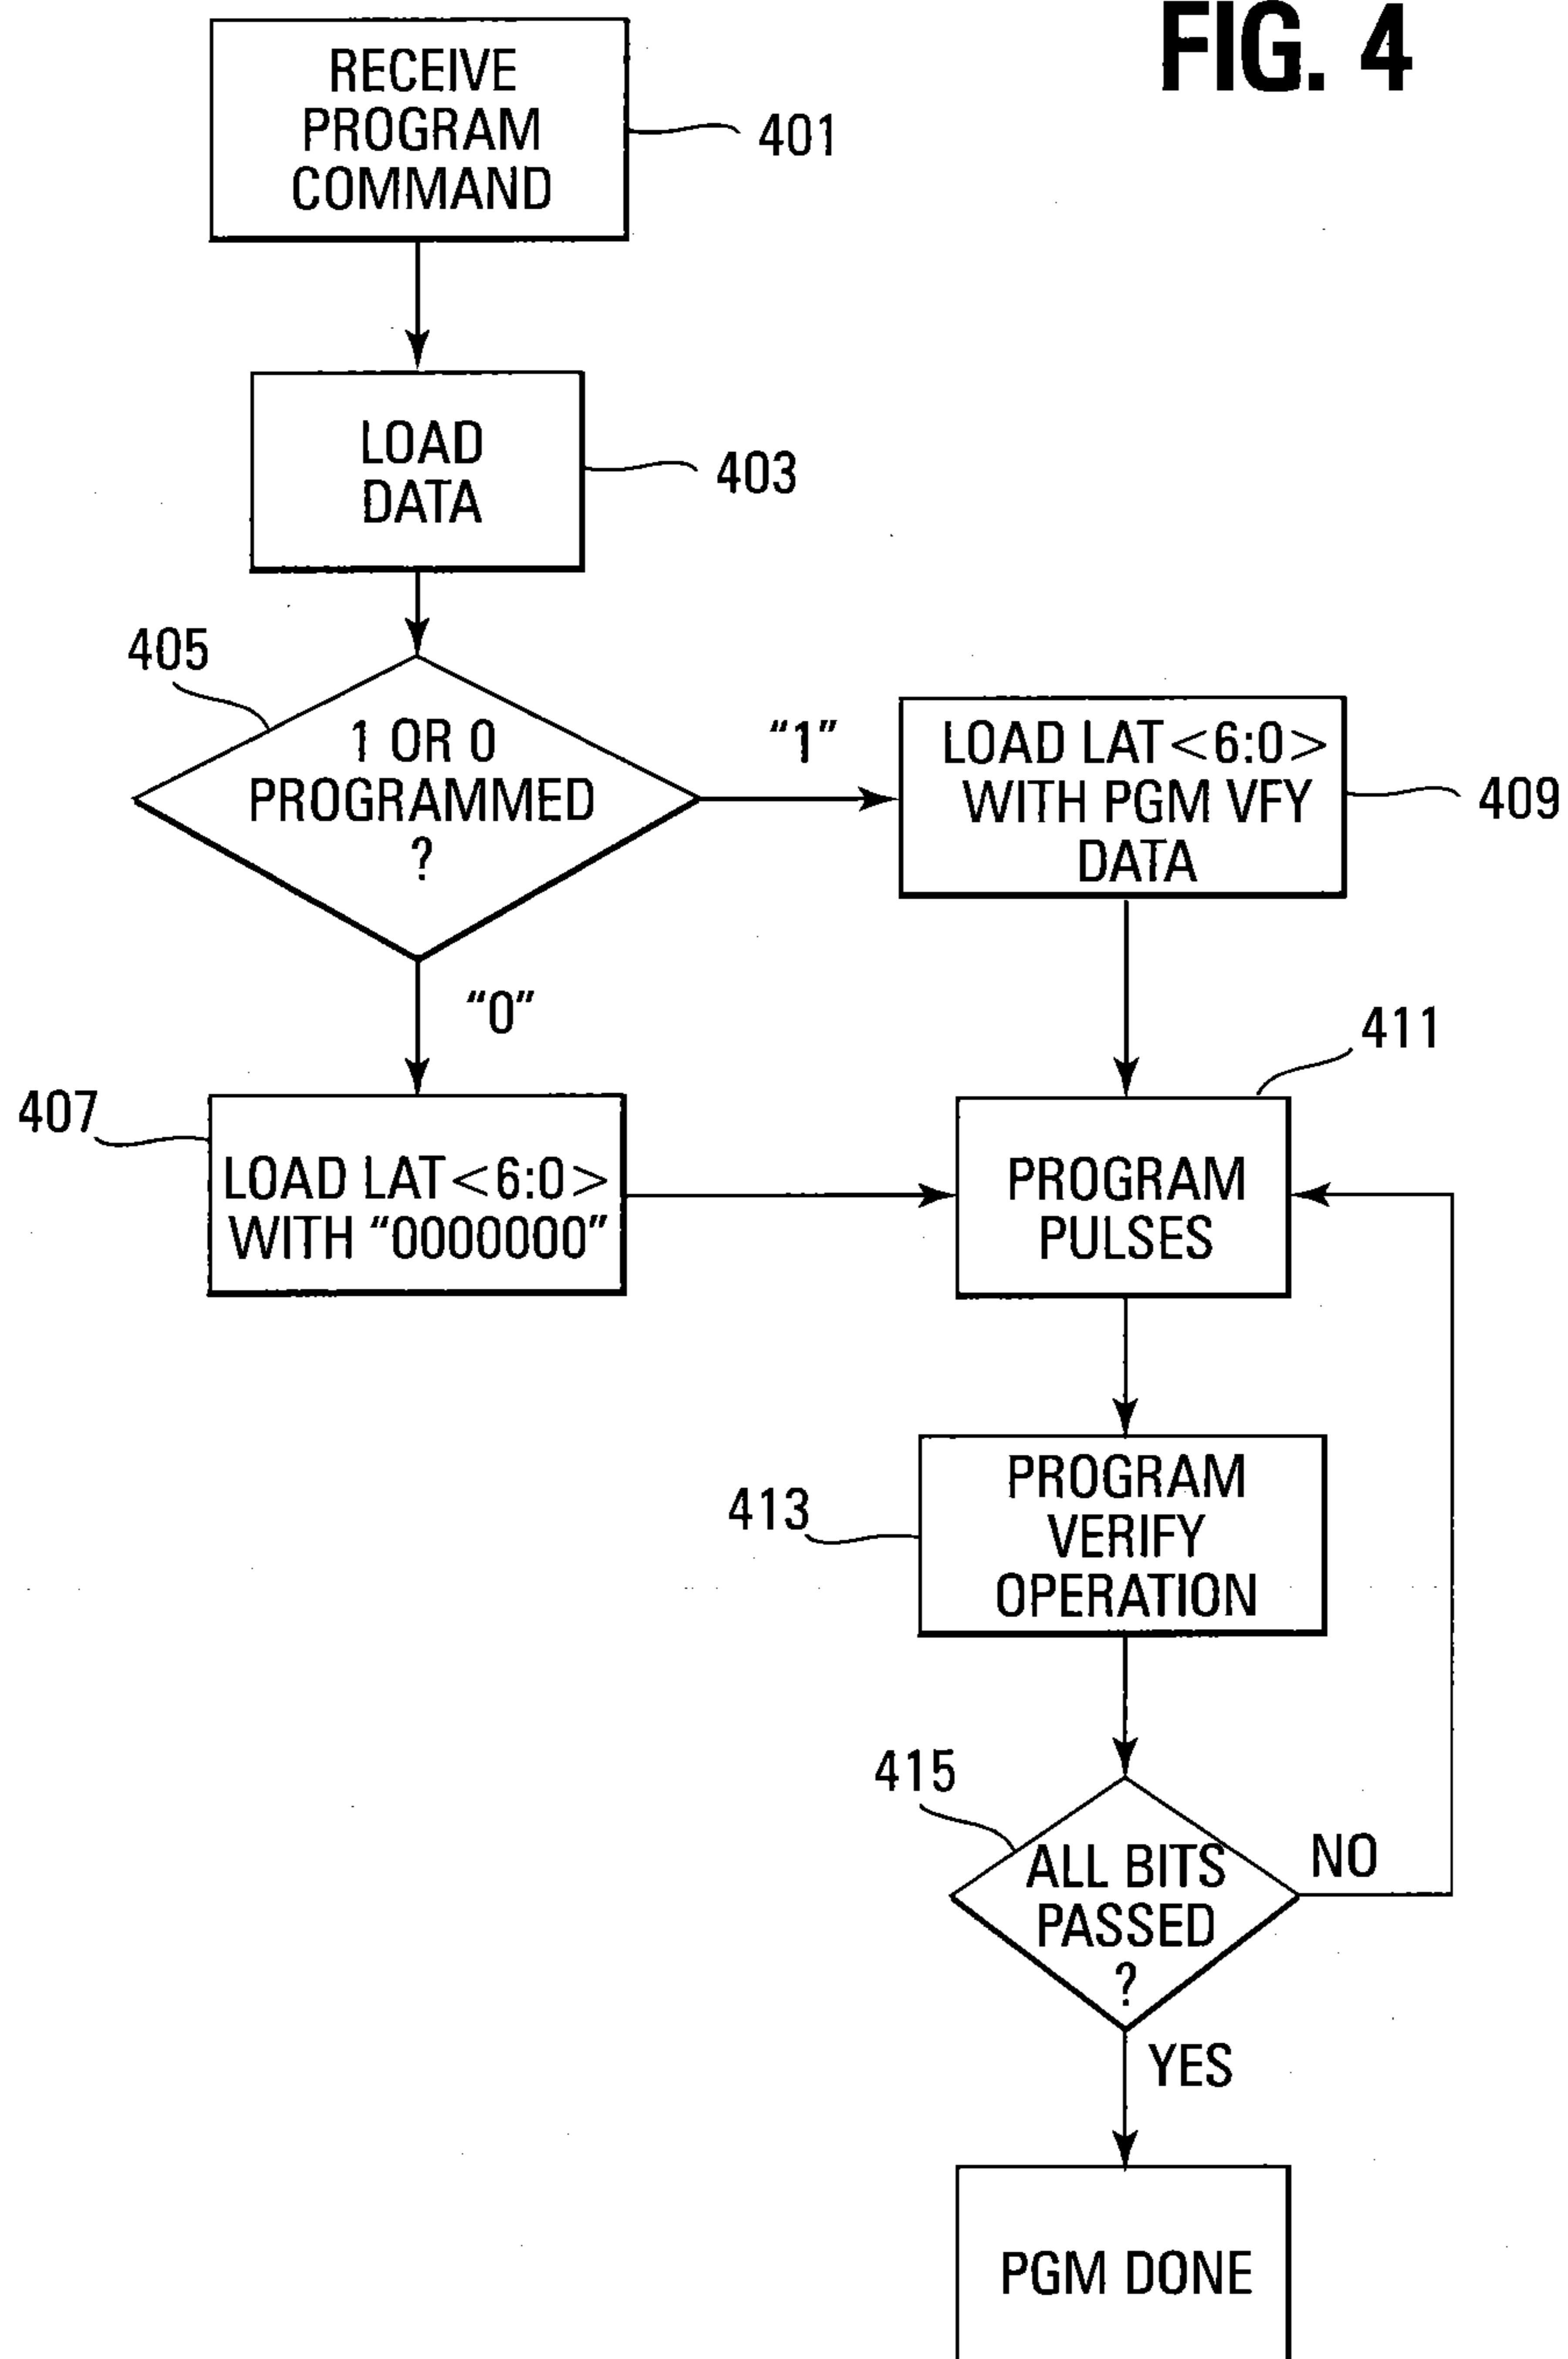 FIG. 4
RECEIVE
PROGRAM
COMMAND
401
LOAD
DATA
403
405
1 OR 0
PROGRAMMED
?
"1"
LOAD LAT<6:0>
WITH PGM VFY
DATA
409
"0"
411
407
LOAD LAT<6:0>
WITH "0000000"
PROGRAM
PULSES
413
PROGRAM
VERIFY
OPERATION
415
ALL BITS
PASSED
?
NO
YES
PGM DONE